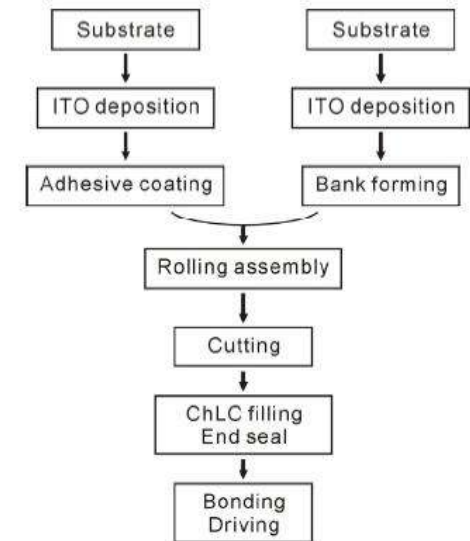 Substrate
Substrate
ITO deposition
ITO deposition
Adhesive coating
Bank forming
Rolling assembly
Cutting
ChLC filling
End seal
Bonding
Driving